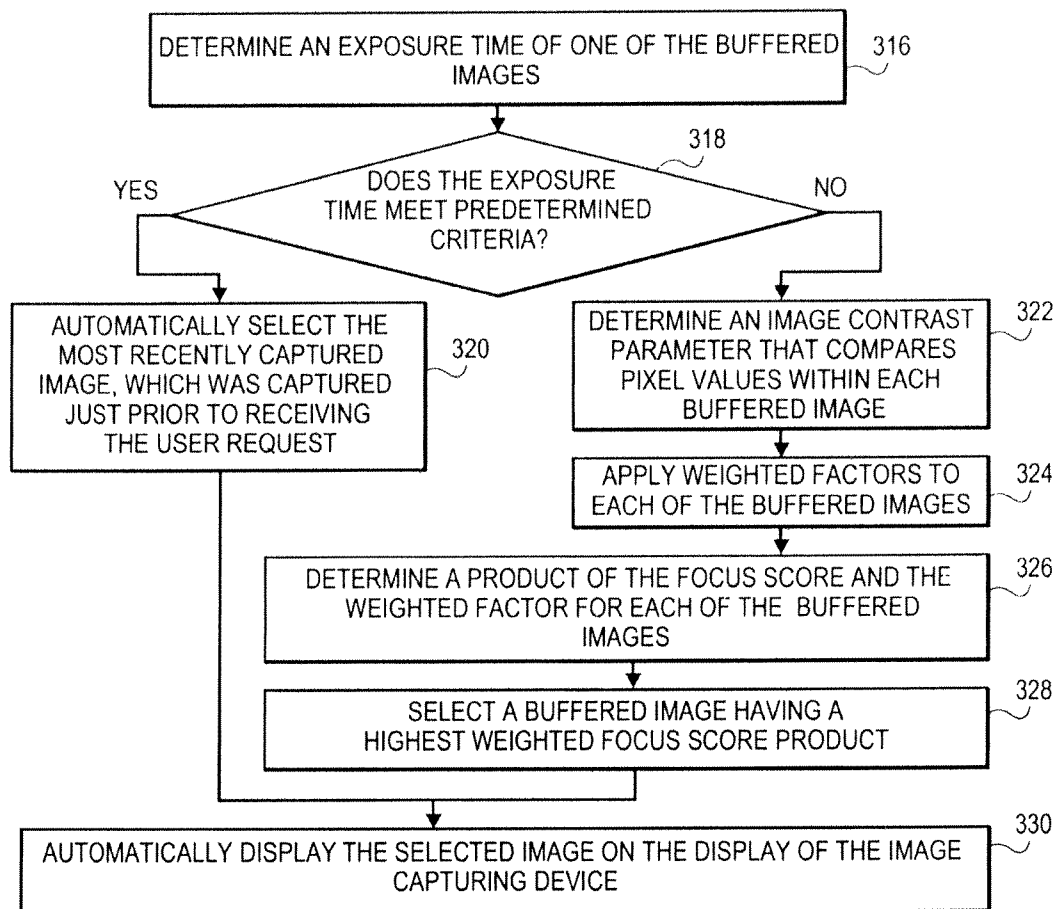 DETERMINE AN EXPOSURE TIME OF ONE OF THE BUFFERED
IMAGES
316
318
DOES THE EXPOSURE
TIME MEET PREDETERMINED
CRITERIA?
YES
NO
AUTOMATICALLY SELECT THE
MOST RECENTLY CAPTURED
IMAGE, WHICH WAS CAPTURED
JUST PRIOR TO RECEIVING
THE USER REQUEST
320
DETERMINE AN IMAGE CONTRAST
PARAMETER THAT COMPARES
PIXEL VALUES WITHIN EACH
BUFFERED IMAGE
322
APPLY WEIGHTED FACTORS TO
EACH OF THE BUFFERED IMAGES
324
DETERMINE A PRODUCT OF THE FOCUS SCORE AND THE
WEIGHTED FACTOR FOR EACH OF THE BUFFERED
IMAGES
326
SELECT A BUFFERED IMAGE HAVING A
HIGHEST WEIGHTED FOCUS SCORE PRODUCT
328
AUTOMATICALLY DISPLAY THE SELECTED IMAGE ON THE DISPLAY OF THE IMAGE
CAPTURING DEVICE
330